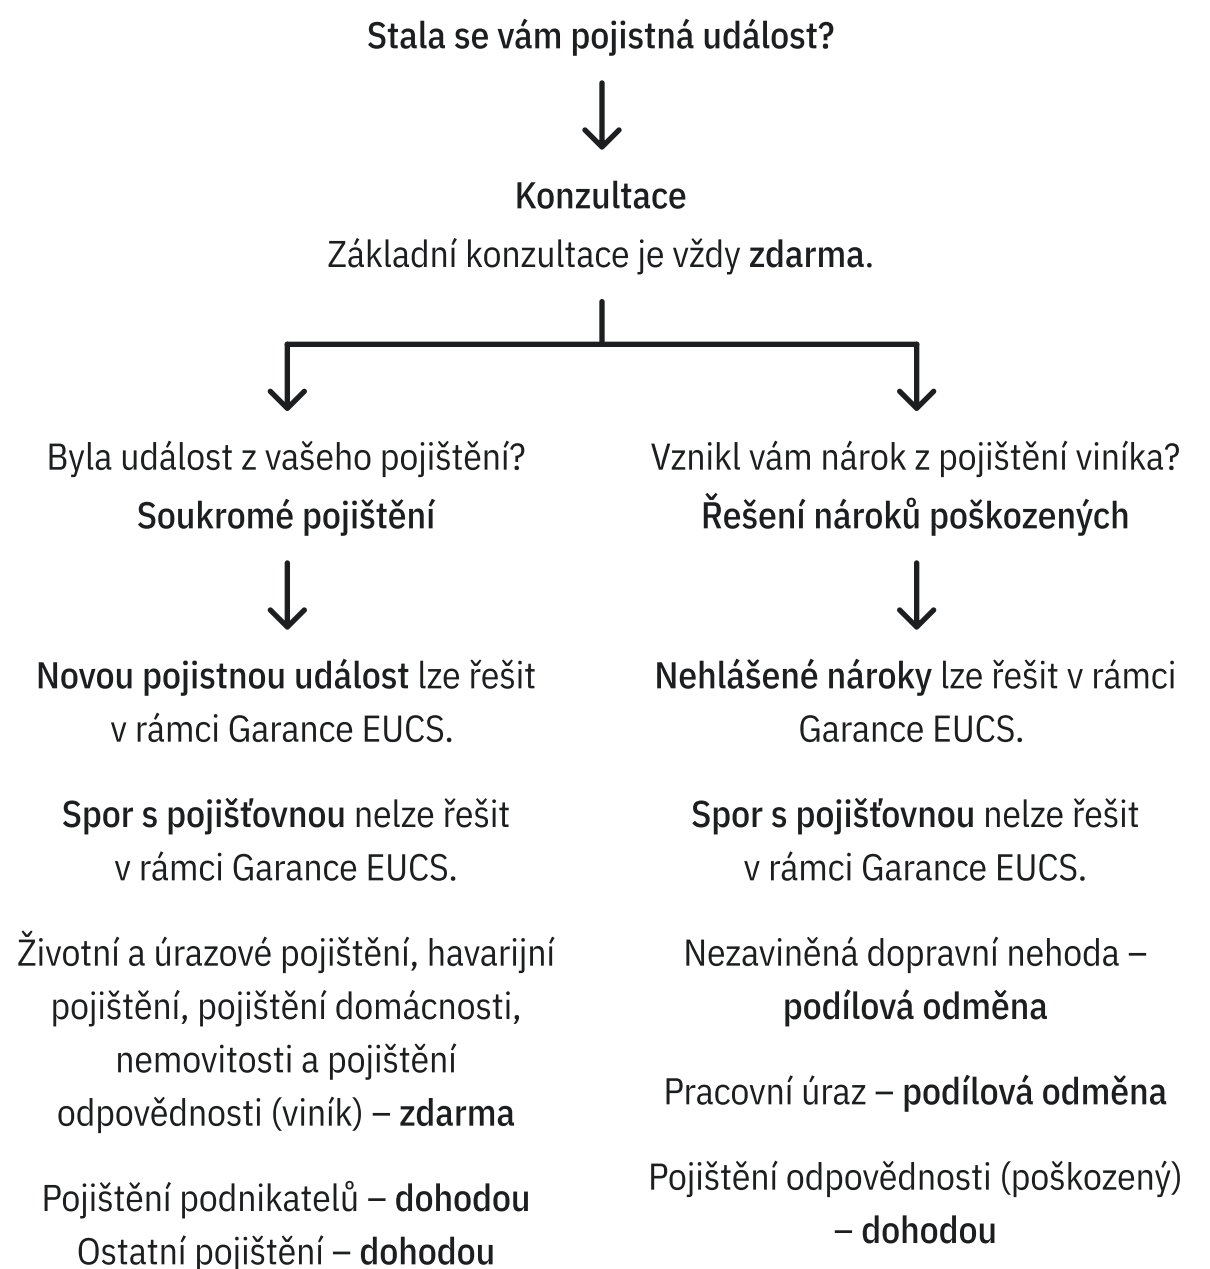 Stala se vám pojistná událost?
Konzultace
Základní konzultace je vždy zdarma.
Byla událost z vašeho pojištění?
Soukromé pojištění
Novou pojistnou událost lze řešit
v rámci Garance EUCS.
Spor s pojišťovnou nelze řešit
v rámci Garance EUCS.
Životní a úrazové pojištění, havarijní
pojištění, pojištění domácnosti,
nemovitosti a pojištění
odpovědnosti (viník) – zdarma
Pojištění podnikatelů – dohodou
Ostatní pojištění – dohodou
Vznikl vám nárok z pojištění viníka?
Řešení nároků poškozených
Nehlášené nároky lze řešit v rámci
Garance EUCS.
Spor s pojišťovnou nelze řešit
v rámci Garance EUCS.
Nezaviněná dopravní nehoda –
podílová odměna
Pracovní úraz – podílová odměna
Pojištění odpovědnosti (poškozený)
– dohodou